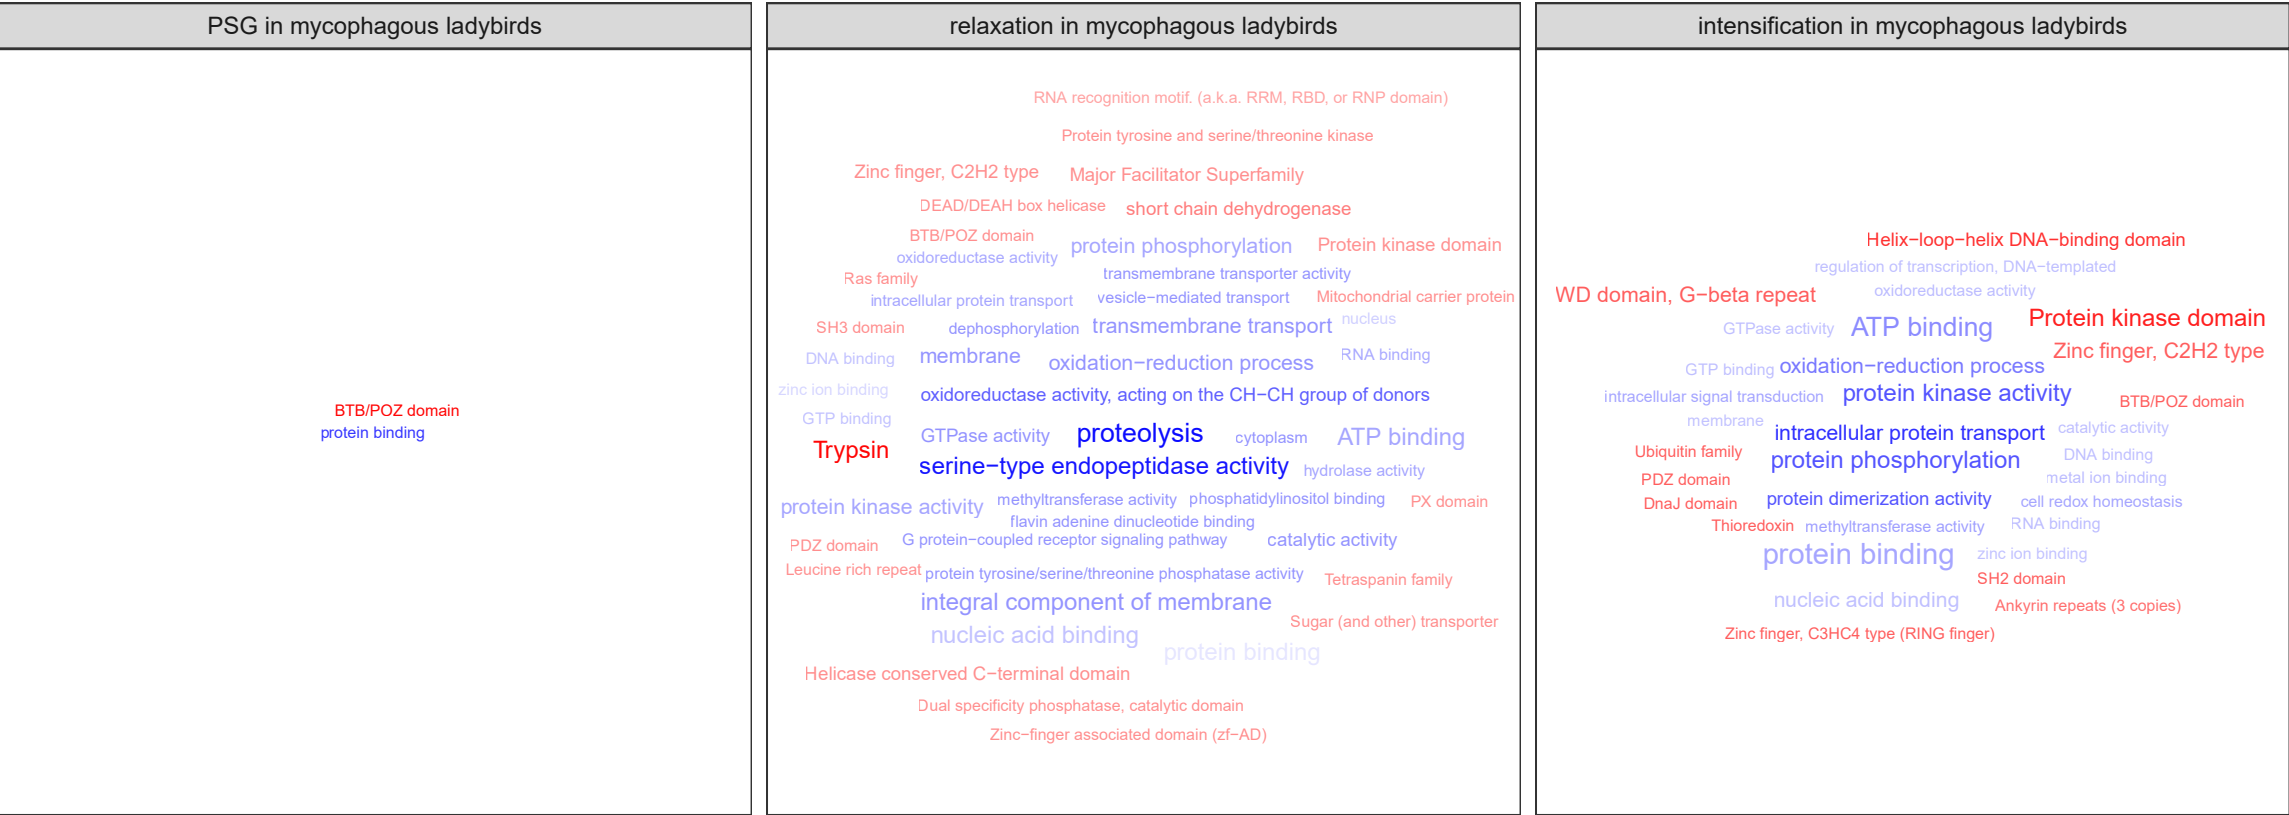 PSG in mycophagous ladybirds
BTB/POZ domain
protein binding
relaxation in mycophagous ladybirds
RNA recognition motif. (a.k.a. RRM, RBD, or RNP domain)
Protein tyrosine and serine/threonine kinase
Zinc finger, C2H2 type
Major Facilitator Superfamily
DEAD/DEAH box helicase
short chain dehydrogenase
BTB/POZ domain
protein phosphorylation
Protein kinase domain
oxidoreductase activity
transmembrane transporter activity
Ras family
intracellular protein transport
vesicle−mediated transport
Mitochondrial carrier protein
SH3 domain
dephosphorylation
transmembrane transport
nucleus
DNA binding
membrane
oxidation−reduction process
RNA binding
zinc ion binding
oxidoreductase activity, acting on the CH−CH group of donors
GTP binding
GTPase activity
proteolysis
cytoplasm
ATP binding
Trypsin
serine−type endopeptidase activity
hydrolase activity
protein kinase activity
methyltransferase activity
phosphatidylinositol binding
PX domain
flavin adenine dinucleotide binding
PDZ domain
G protein−coupled receptor signaling pathway
catalytic activity
Leucine rich repeat
protein tyrosine/serine/threonine phosphatase activity
Tetraspanin family
integral component of membrane
Sugar (and other) transporter
nucleic acid binding
protein binding
Helicase conserved C−terminal domain
Dual specificity phosphatase, catalytic domain
Zinc−finger associated domain (zf−AD)
intensification in mycophagous ladybirds
Helix−loop−helix DNA−binding domain
regulation of transcription, DNA−templated
WD domain, G−beta repeat
oxidoreductase activity
GTPase activity
ATP binding
Protein kinase domain
Zinc finger, C2H2 type
GTP binding
oxidation−reduction process
intracellular signal transduction
protein kinase activity
BTB/POZ domain
membrane
intracellular protein transport
catalytic activity
Ubiquitin family
protein phosphorylation
DNA binding
PDZ domain
metal ion binding
DnaJ domain
protein dimerization activity
cell redox homeostasis
Thioredoxin
methyltransferase activity
RNA binding
protein binding
zinc ion binding
SH2 domain
nucleic acid binding
Ankyrin repeats (3 copies)
Zinc finger, C3HC4 type (RING finger)